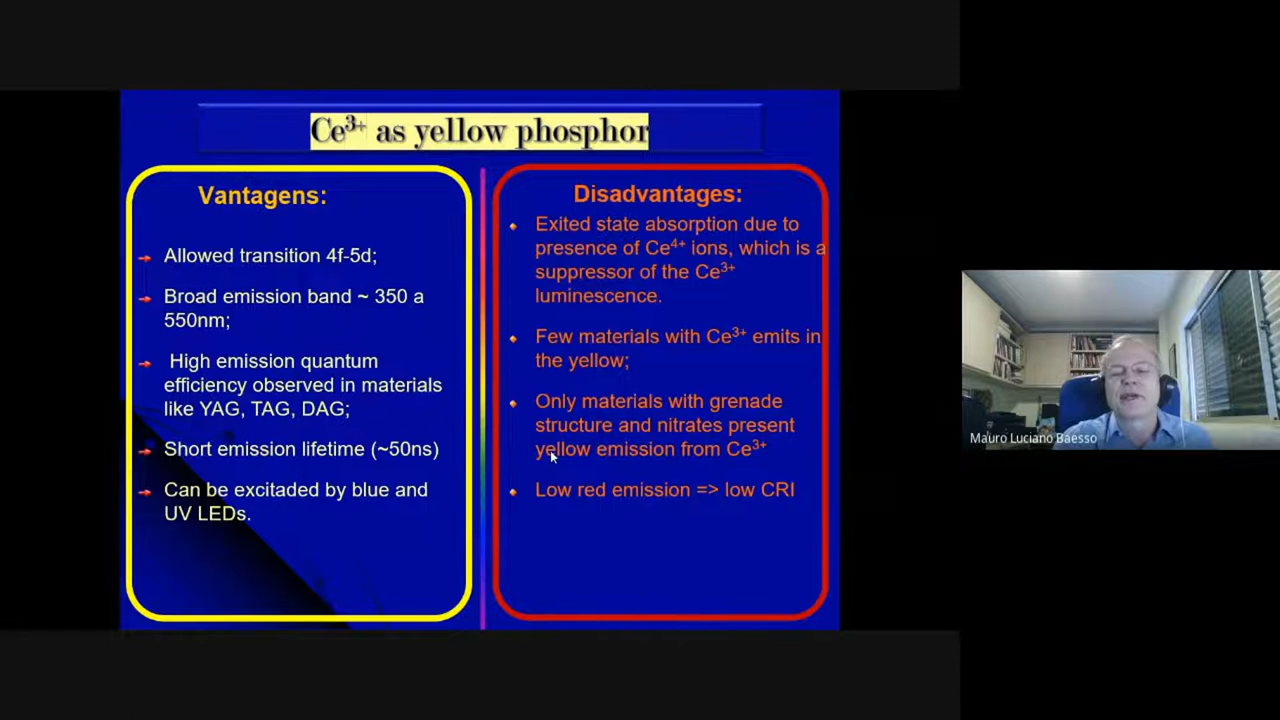 Ce³⁺ as yellow phosphor
Vantagens:
Allowed transition 4f-5d;
Broad emission band ~ 350 a
550nm;
High emission quantum
efficiency observed in materials
like YAG, TAG, DAG;
Short emission lifetime (~50ns)
Can be excitaded by blue and
UV LEDs.
Disadvantages:
Exited state absorption due to
presence of Ce⁴⁺ ions, which is a
suppressor of the Ce³⁺
luminescence.
Few materials with Ce³⁺ emits in
the yellow;
Only materials with grenade
structure and nitrates present
yellow emission from Ce³⁺
Low red emission => low CRI
Mauro Luciano Baesso